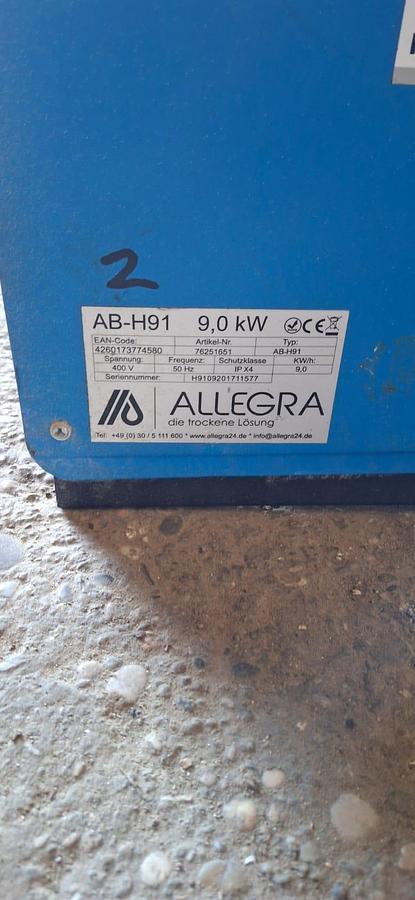 2
AB-H91 9,0 kW CE
EAN-Code: Artikel-Nr. Typ:
4260173774580 76251651 AB-H91
Spannung: Frequenz: Schutzklasse KW/h:
400 V 50 Hz IP X4 9,0
Seriennummer: H9109201711577
ALLEGRA
die trockene Lösung
Tel: +49 (0) 30 / 5 111 600 * www.allegra24.de * info@allegra24.de